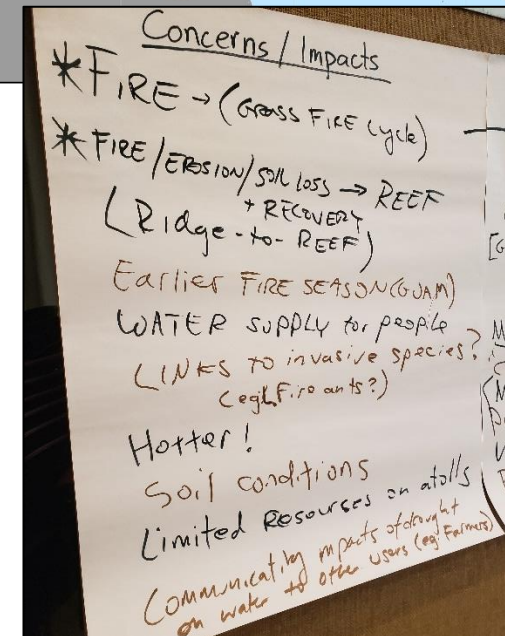 Concerns/Impacts
*FIRE → (Grass FIRE Cycle)
*FIRE/EROSION/SOIL LOSS → REEF
+ RECOVERY
(Ridge-to-REEF)
Earlier FIRE SEASON (GUAM)
WATER SUPPLY for people
LINKS to invasive species?
(eg. Fire ants?)
Hotter!
Soil conditions
Limited Resourses on atolls
Communicating impacts of drought
on water to other users (eg. Farmers)